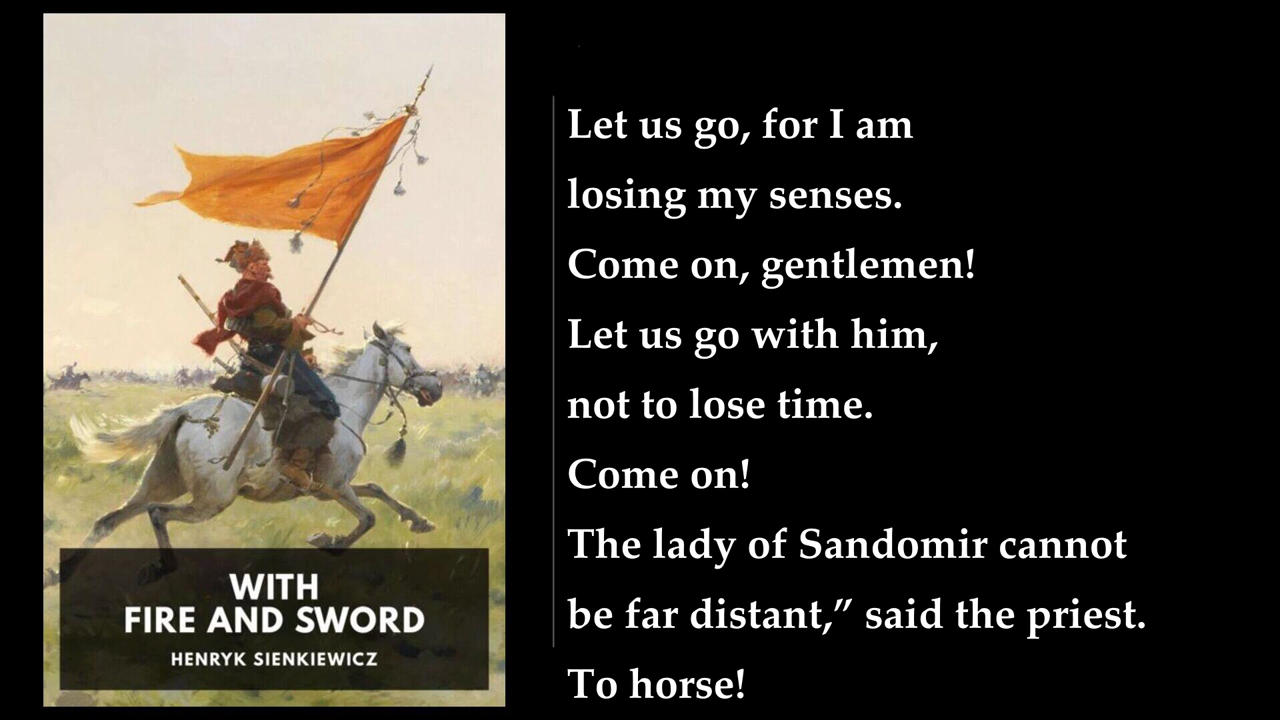 WITH
FIRE AND SWORD
HENRYK SIENKIEWICZ
Let us go, for I am
losing my senses.
Come on, gentlemen!
Let us go with him,
not to lose time.
Come on!
The lady of Sandomir cannot
be far distant,” said the priest.
To horse!